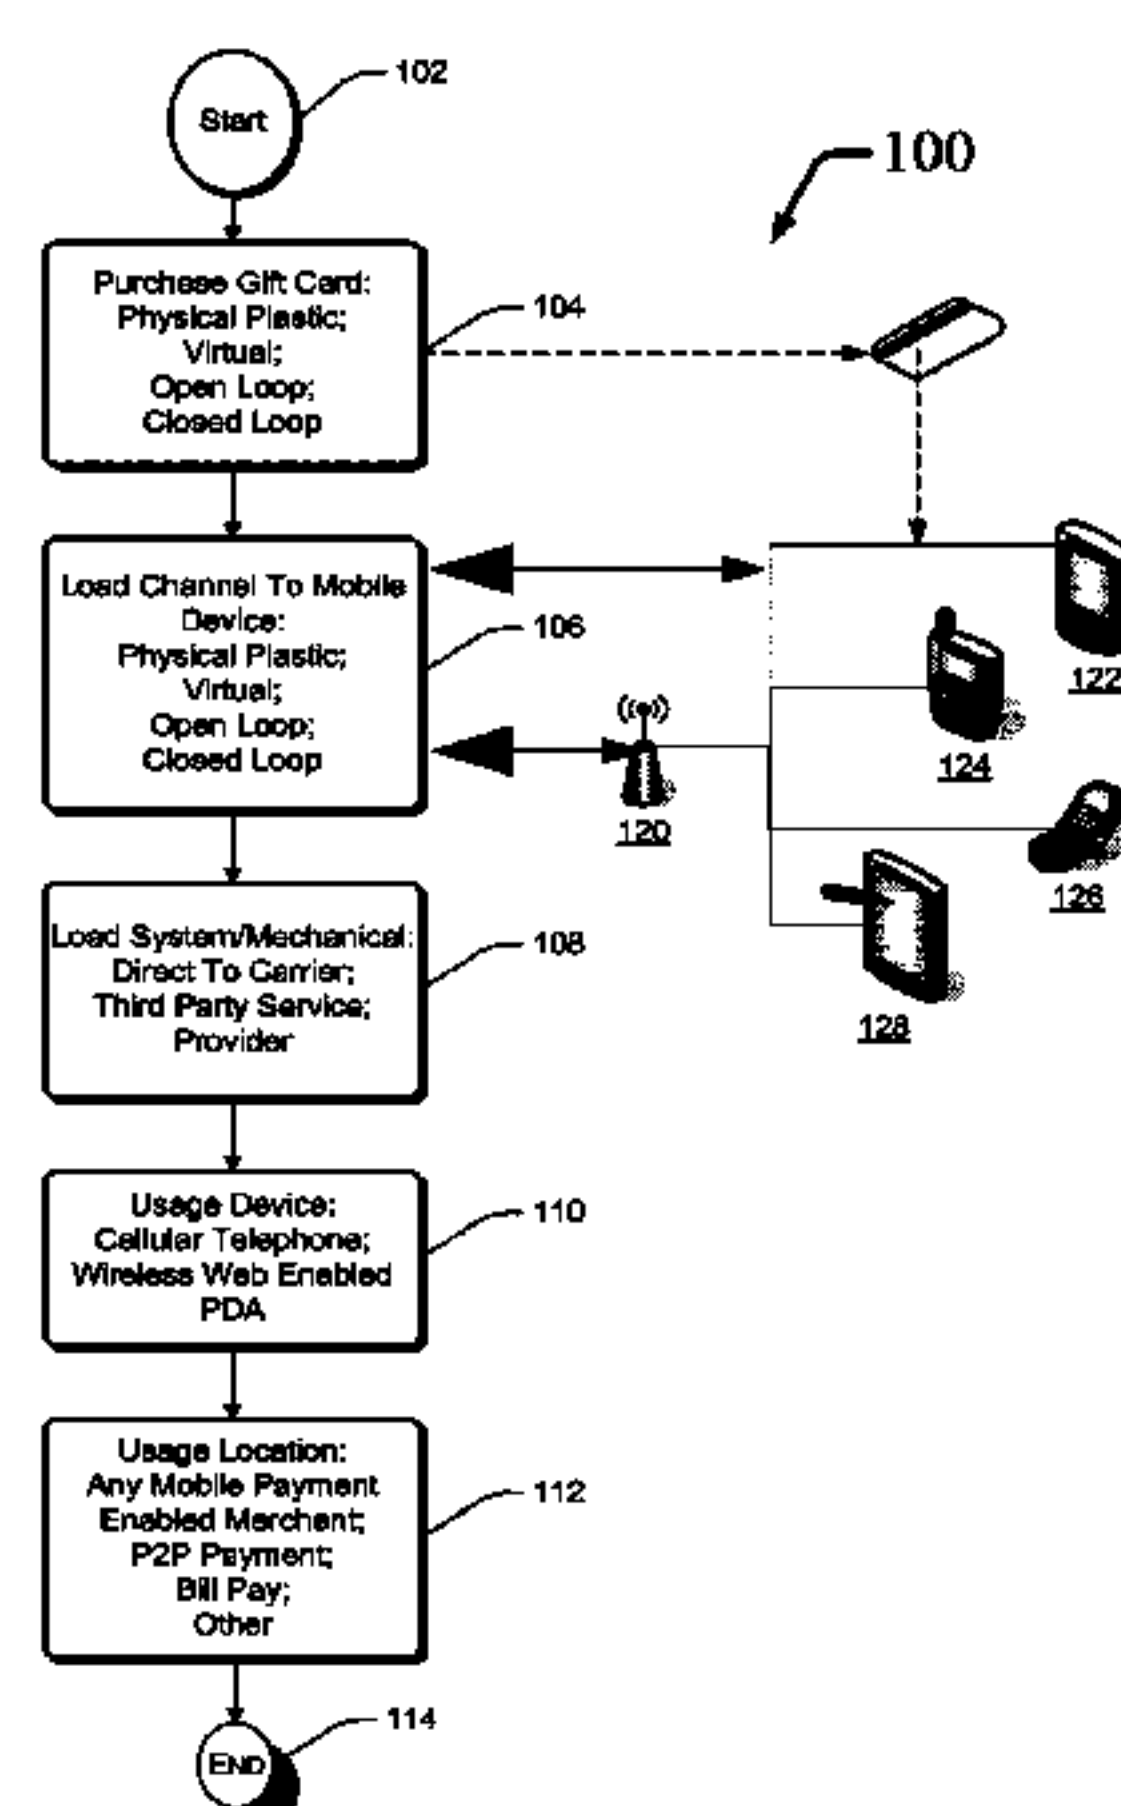 Start
102
100
Purchase Gift Card:
Physical Plastic;
Virtual;
Open Loop;
Closed Loop
104
Load Channel To Mobile
Device:
Physical Plastic;
Virtual;
Open Loop;
Closed Loop
106
122
124
120
126
128
Load System/Mechanical:
Direct To Carrier;
Third Party Service;
Provider
108
Usage Device:
Cellular Telephone;
Wireless Web Enabled
PDA
110
Usage Location:
Any Mobile Payment
Enabled Merchant;
P2P Payment;
Bill Pay;
Other
112
END
114